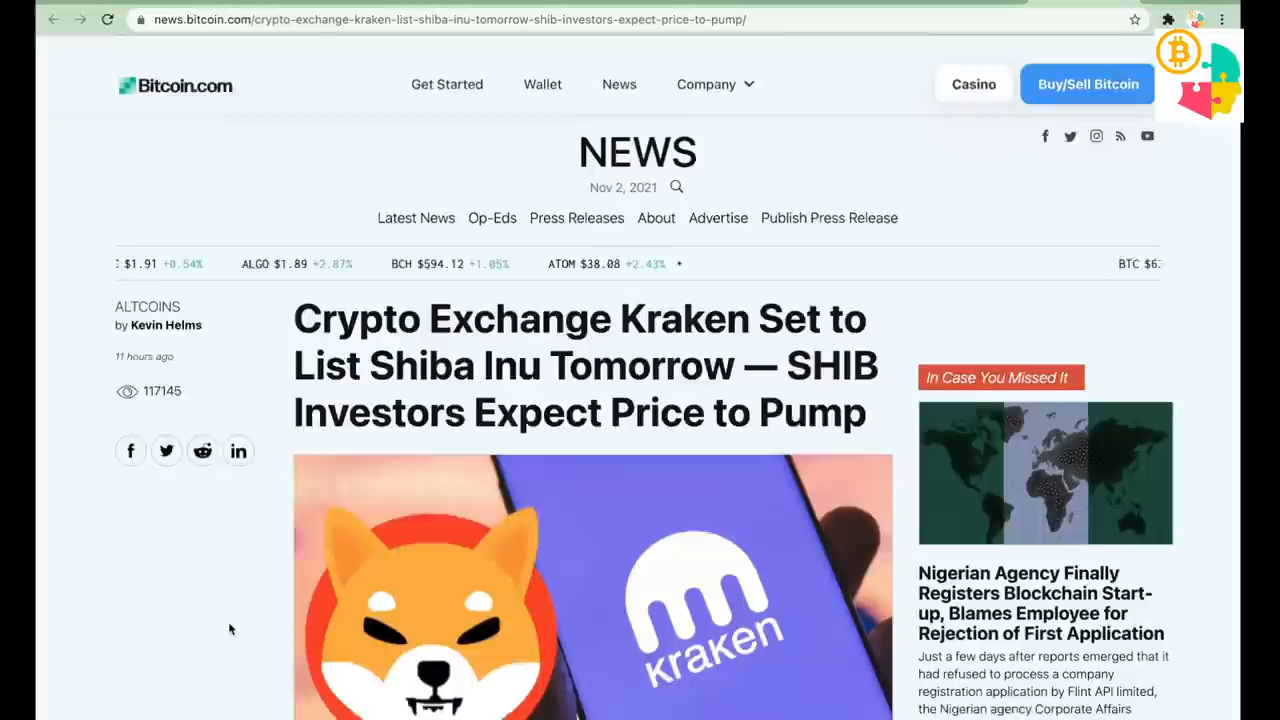 news.bitcoin.com/crypto-exchange-kraken-list-shiba-inu-tomorrow-shib-investors-expect-price-to-pump/
Bitcoin.com
Get Started Wallet News Company
Casino
Buy/Sell Bitcoin
NEWS
Nov 2, 2021
Latest News Op-Eds Press Releases About Advertise Publish Press Release
$1.91 +0.54% ALGO $1.89 +2.87% BCH $594.12 +1.05% ATOM $38.08 +2.43% BTC
ALTCOINS
by Kevin Helms
11 hours ago
117145
Crypto Exchange Kraken Set to
List Shiba Inu Tomorrow — SHIB
Investors Expect Price to Pump
kraken
In Case You Missed It
Nigerian Agency Finally
Registers Blockchain Start-
up, Blames Employee for
Rejection of First Application
Just a few days after reports emerged that it
had refused to process a company
registration application by Flint API limited,
the Nigerian agency Corporate Affairs